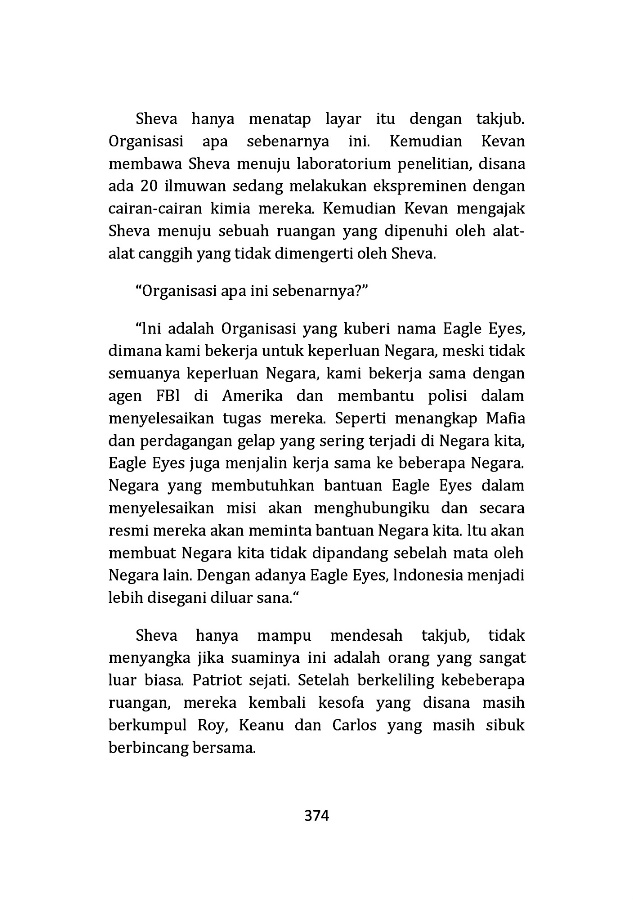 Sheva hanya menatap layar itu dengan takjub.
Organisasi apa sebenarnya ini. Kemudian Kevan
membawa Sheva menuju laboratorium penelitian, disana
ada 20 ilmuwan sedang melakukan ekspreminen dengan
cairan-cairan kimia mereka. Kemudian Kevan mengajak
Sheva menuju sebuah ruangan yang dipenuhi oleh alat-
alat canggih yang tidak dimengerti oleh Sheva.
“Organisasi apa ini sebenarnya?”
“Ini adalah Organisasi yang kuberi nama Eagle Eyes,
dimana kami bekerja untuk keperluan Negara, meski tidak
semuanya keperluan Negara, kami bekerja sama dengan
agen FBI di Amerika dan membantu polisi dalam
menyelesaikan tugas mereka. Seperti menangkap Mafia
dan perdagangan gelap yang sering terjadi di Negara kita,
Eagle Eyes juga menjalin kerja sama ke beberapa Negara.
Negara yang membutuhkan bantuan Eagle Eyes dalam
menyelesaikan misi akan menghubungiku dan secara
resmi mereka akan meminta bantuan Negara kita. Itu akan
membuat Negara kita tidak dipandang sebelah mata oleh
Negara lain. Dengan adanya Eagle Eyes, Indonesia menjadi
lebih disegani diluar sana.“
Sheva hanya mampu mendesah takjub, tidak
menyangka jika suaminya ini adalah orang yang sangat
luar biasa. Patriot sejati. Setelah berkeliling kebeberapa
ruangan, mereka kembali kesofa yang disana masih
berkumpul Roy, Keanu dan Carlos yang masih sibuk
berbincang bersama.
374